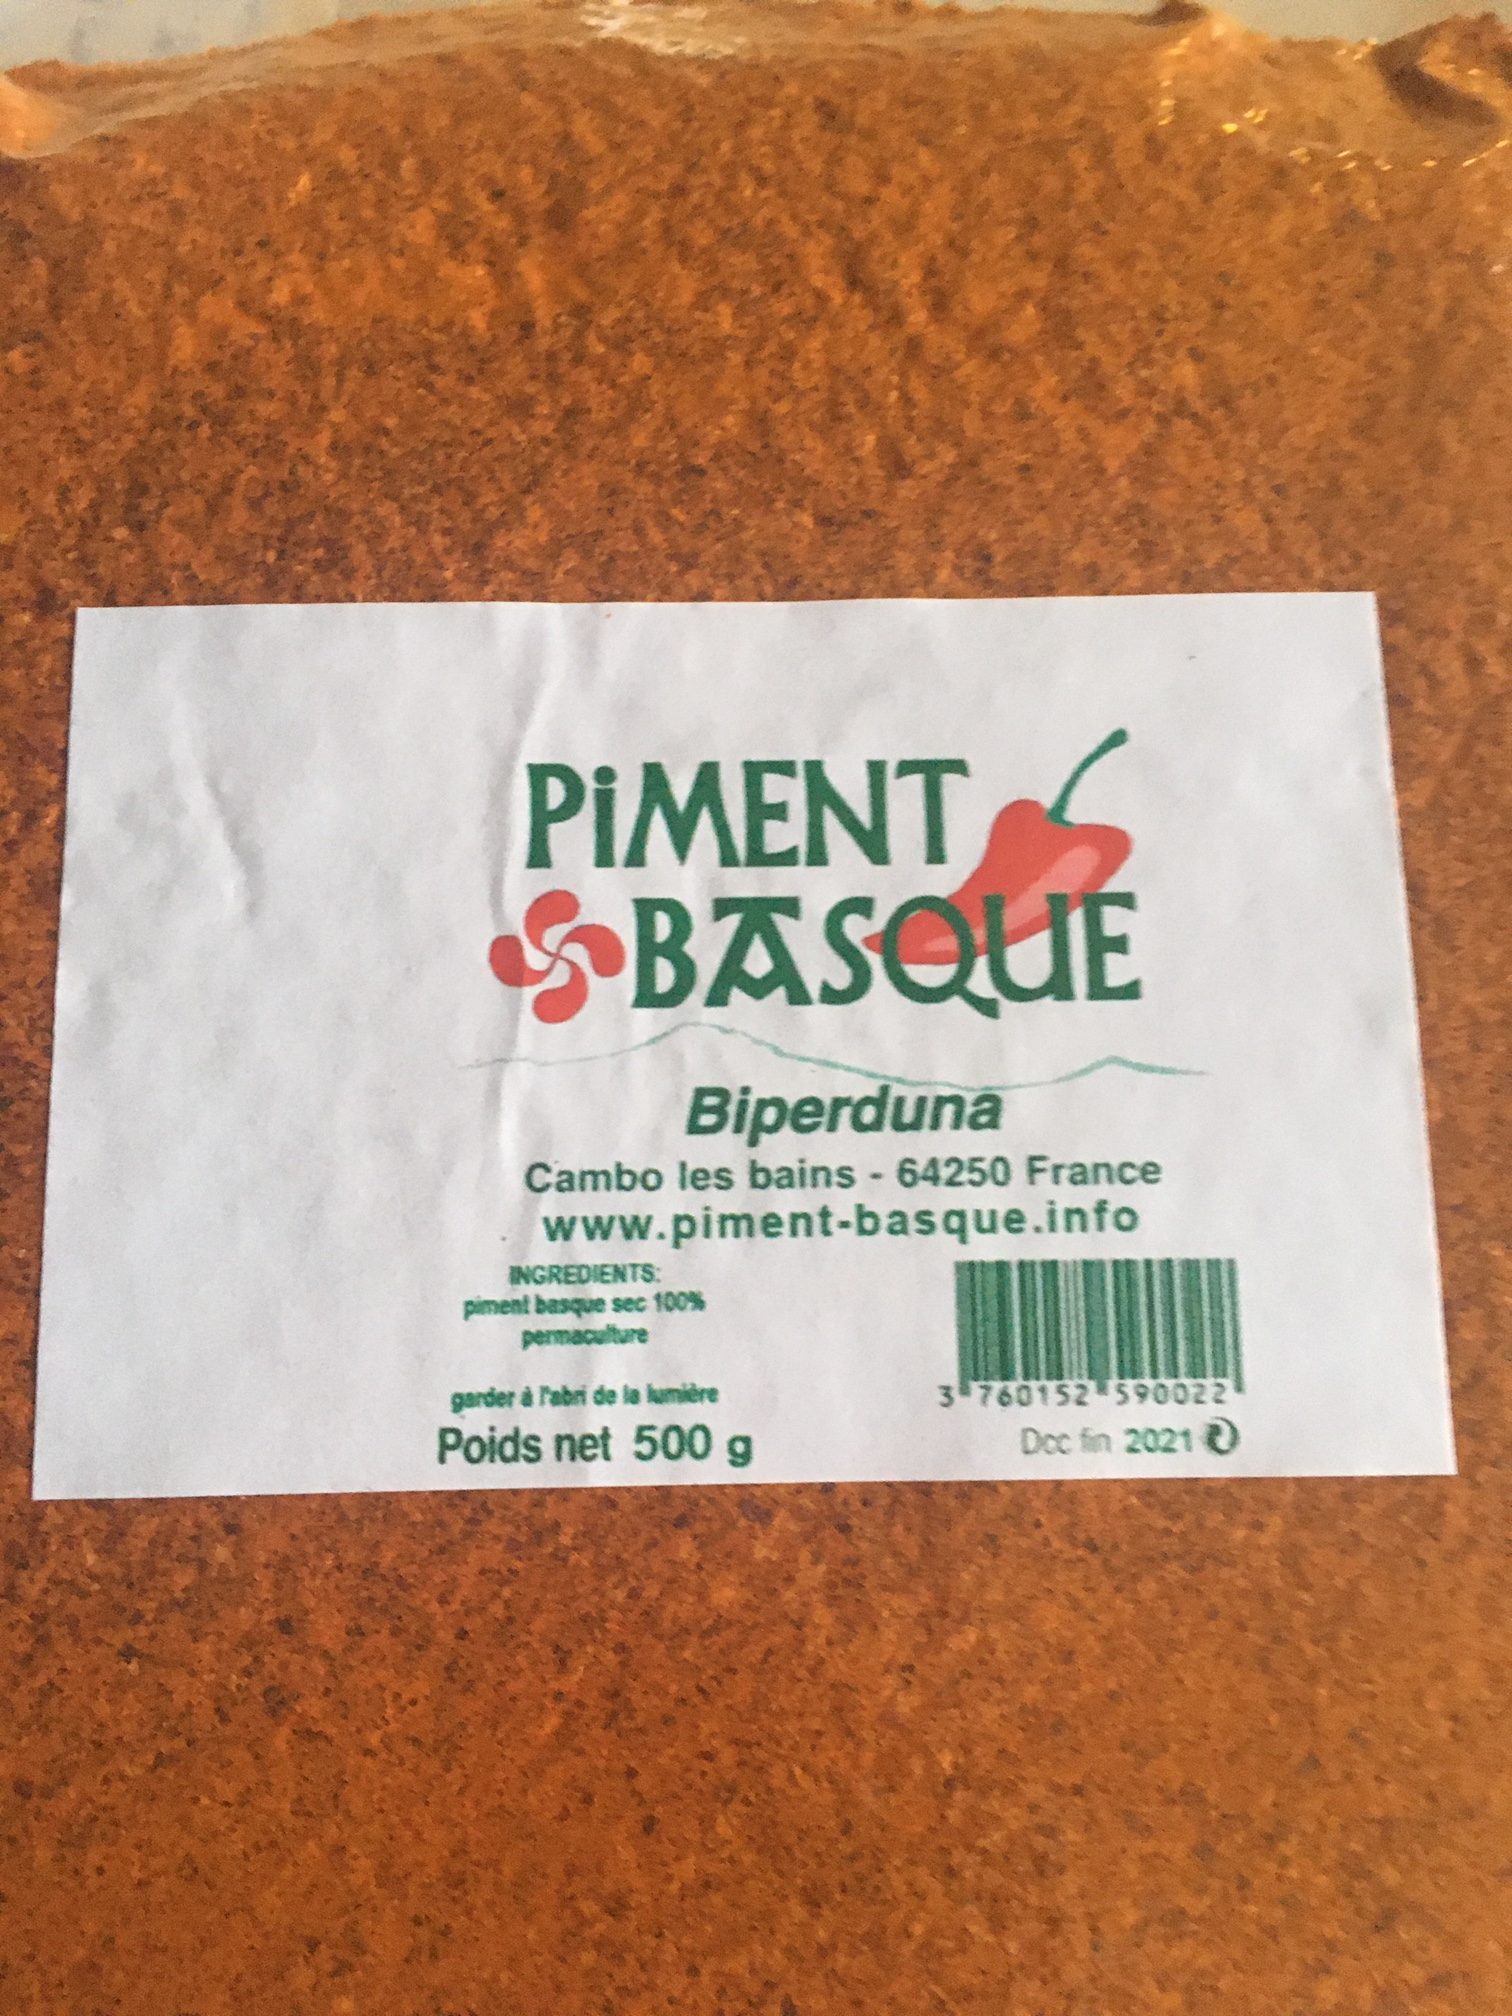 PiMENT
BASQUE
Biperduna
Cambo les bains - 64250 France
www.piment-basque.info
INGREDIENTS:
piment basque sec 100%
permaculture
garder à l'abri de la lumière
Poids net 500 g
3 760152 590022
Dcc fin 2021